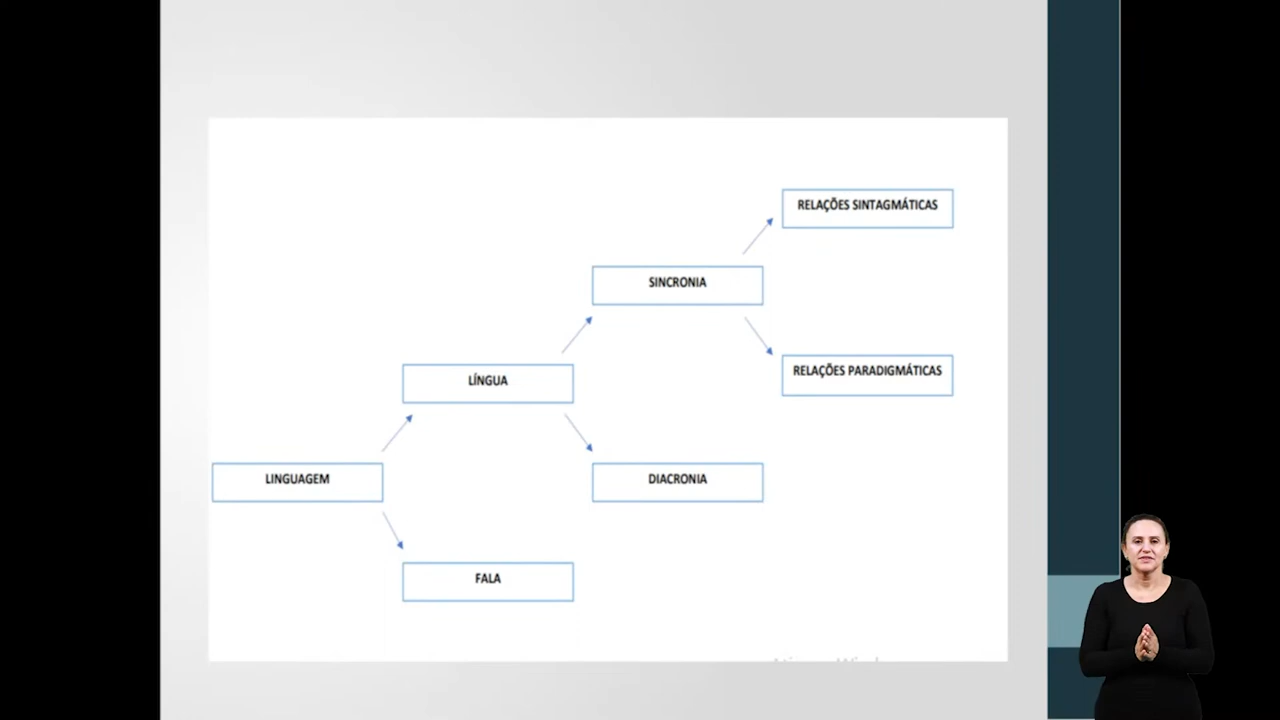 RELAÇÕES SINTAGMÁTICAS
SINCRONIA
RELAÇÕES PARADIGMÁTICAS
LÍNGUA
LINGUAGEM
DIACRONIA
FALA